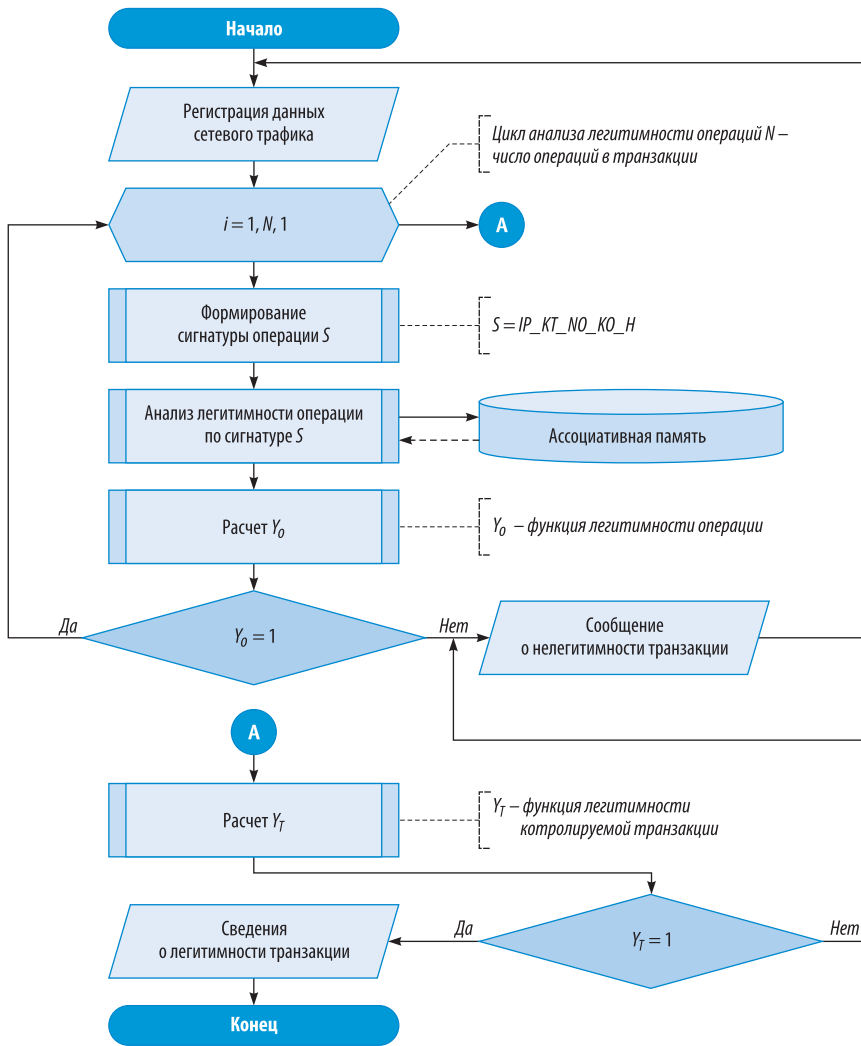 Начало
Регистрация данных
сетевого трафика
Цикл анализа легитимности операций N –
число операций в транзакции
i = 1, N, 1
А
Формирование
сигнатуры операции S
S = IP_KT_NO_KO_H
Анализ легитимности операции
по сигнатуре S
Ассоциативная память
Расчет Yo
Yo – функция легитимности операции
Да
Yo = 1
Нет
Сообщение
о нелегитимности транзакции
А
Расчет YT
YT – функция легитимности
котролируемой транзакции
Сведения
о легитимности транзакции
Да
YT = 1
Нет
Конец